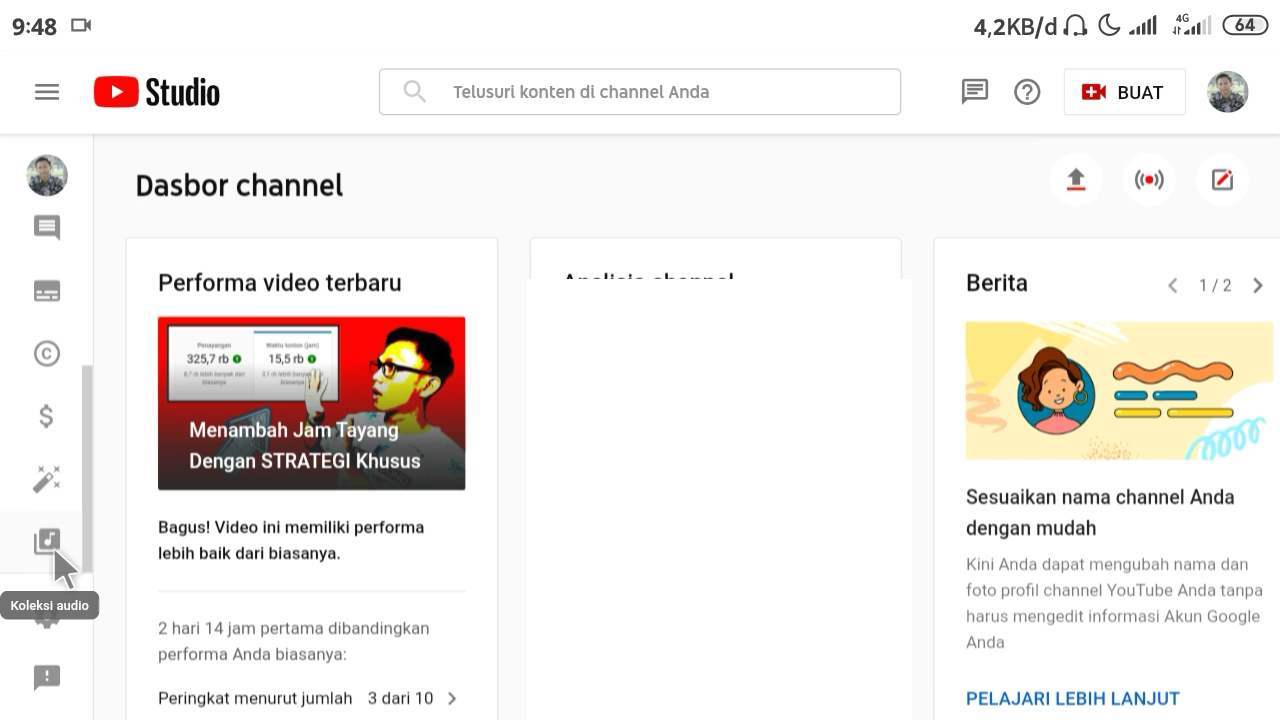 9:48
4,2KB/d
4G
64
Studio
Telusuri konten di channel Anda
BUAT
Dasbor channel
Performa video terbaru
Penayangan
325,7 rb
Waktu tonton (jam)
15,5 rb
Menambah Jam Tayang
Dengan STRATEGI Khusus
Bagus! Video ini memiliki performa
lebih baik dari biasanya.
2 hari 14 jam pertama dibandingkan
performa Anda biasanya:
Peringkat menurut jumlah 3 dari 10
Analisis channel
Berita
1 / 2
Sesuaikan nama channel Anda
dengan mudah
Kini Anda dapat mengubah nama dan
foto profil channel YouTube Anda tanpa
harus mengedit informasi Akun Google
Anda
PELAJARI LEBIH LANJUT
Koleksi audio